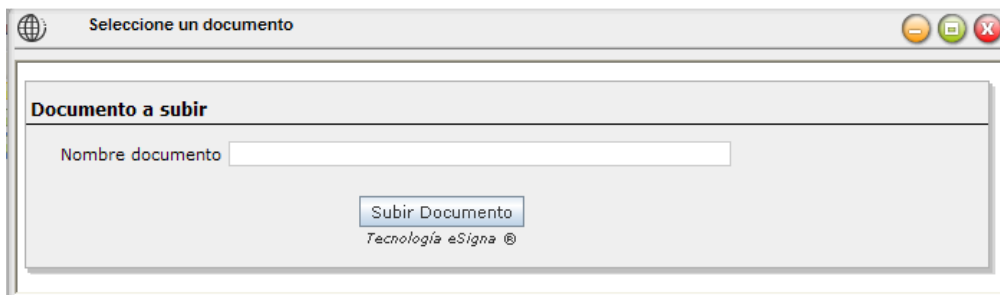 Seleccione un documento
Documento a subir
Nombre documento
Subir Documento
Tecnología eSigna ®